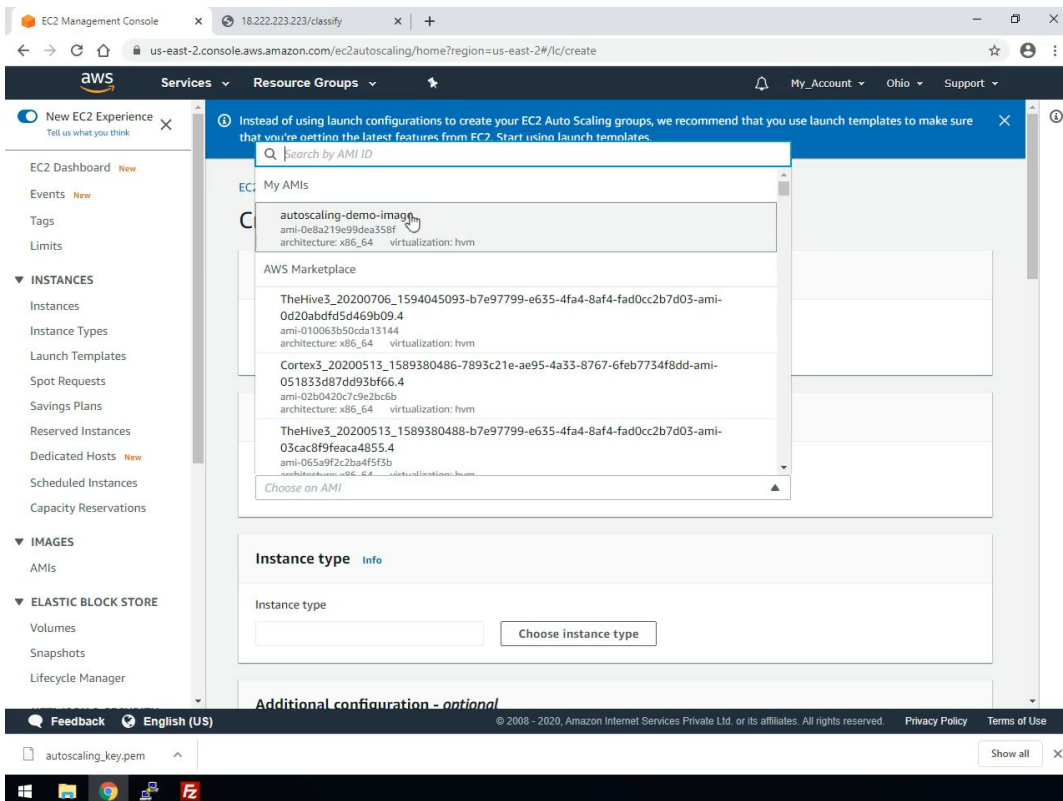 EC2 Management Console
18.222.223.223/classify
us-east-2.console.aws.amazon.com/ec2autoscaling/home?region=us-east-2#/lc/create
aws Services Resource Groups My_Account Ohio Support
New EC2 Experience
Tell us what you think
EC2 Dashboard New
Events New
Tags
Limits
INSTANCES
Instances
Instance Types
Launch Templates
Spot Requests
Savings Plans
Reserved Instances
Dedicated Hosts New
Scheduled Instances
Capacity Reservations
IMAGES
AMIs
ELASTIC BLOCK STORE
Volumes
Snapshots
Lifecycle Manager
Instead of using launch configurations to create your EC2 Auto Scaling groups, we recommend that you use launch templates to make sure
that you're getting the latest features from EC2. Start using launch templates.
Search by AMI ID
My AMIs
autoscaling-demo-image
ami-0e8a219e99dea358f
architecture: x86_64 virtualization: hvm
AWS Marketplace
TheHive3_20200706_1594045093-b7e97799-e635-4fa4-8af4-fad0cc2b7d03-ami-
0d20abdfd5d469b09.4
ami-010063b50cda13144
architecture: x86_64 virtualization: hvm
Cortex3_20200513_1589380486-7893c21e-ae95-4a33-8767-6feb7734f8dd-ami-
051833d87dd93bf66.4
ami-02b0420c7c9e2bc6b
architecture: x86_64 virtualization: hvm
TheHive3_20200513_1589380488-b7e97799-e635-4fa4-8af4-fad0cc2b7d03-ami-
03cac8f9feaca4855.4
ami-065a9f2c2ba4f5f3b
architecture: x86_64 virtualization: hvm
Choose an AMI
Instance type Info
Instance type
Choose instance type
Additional configuration - optional
Feedback English (US) © 2008 - 2020, Amazon Internet Services Private Ltd. or its affiliates. All rights reserved. Privacy Policy Terms of Use
autoscaling_key.pem Show all